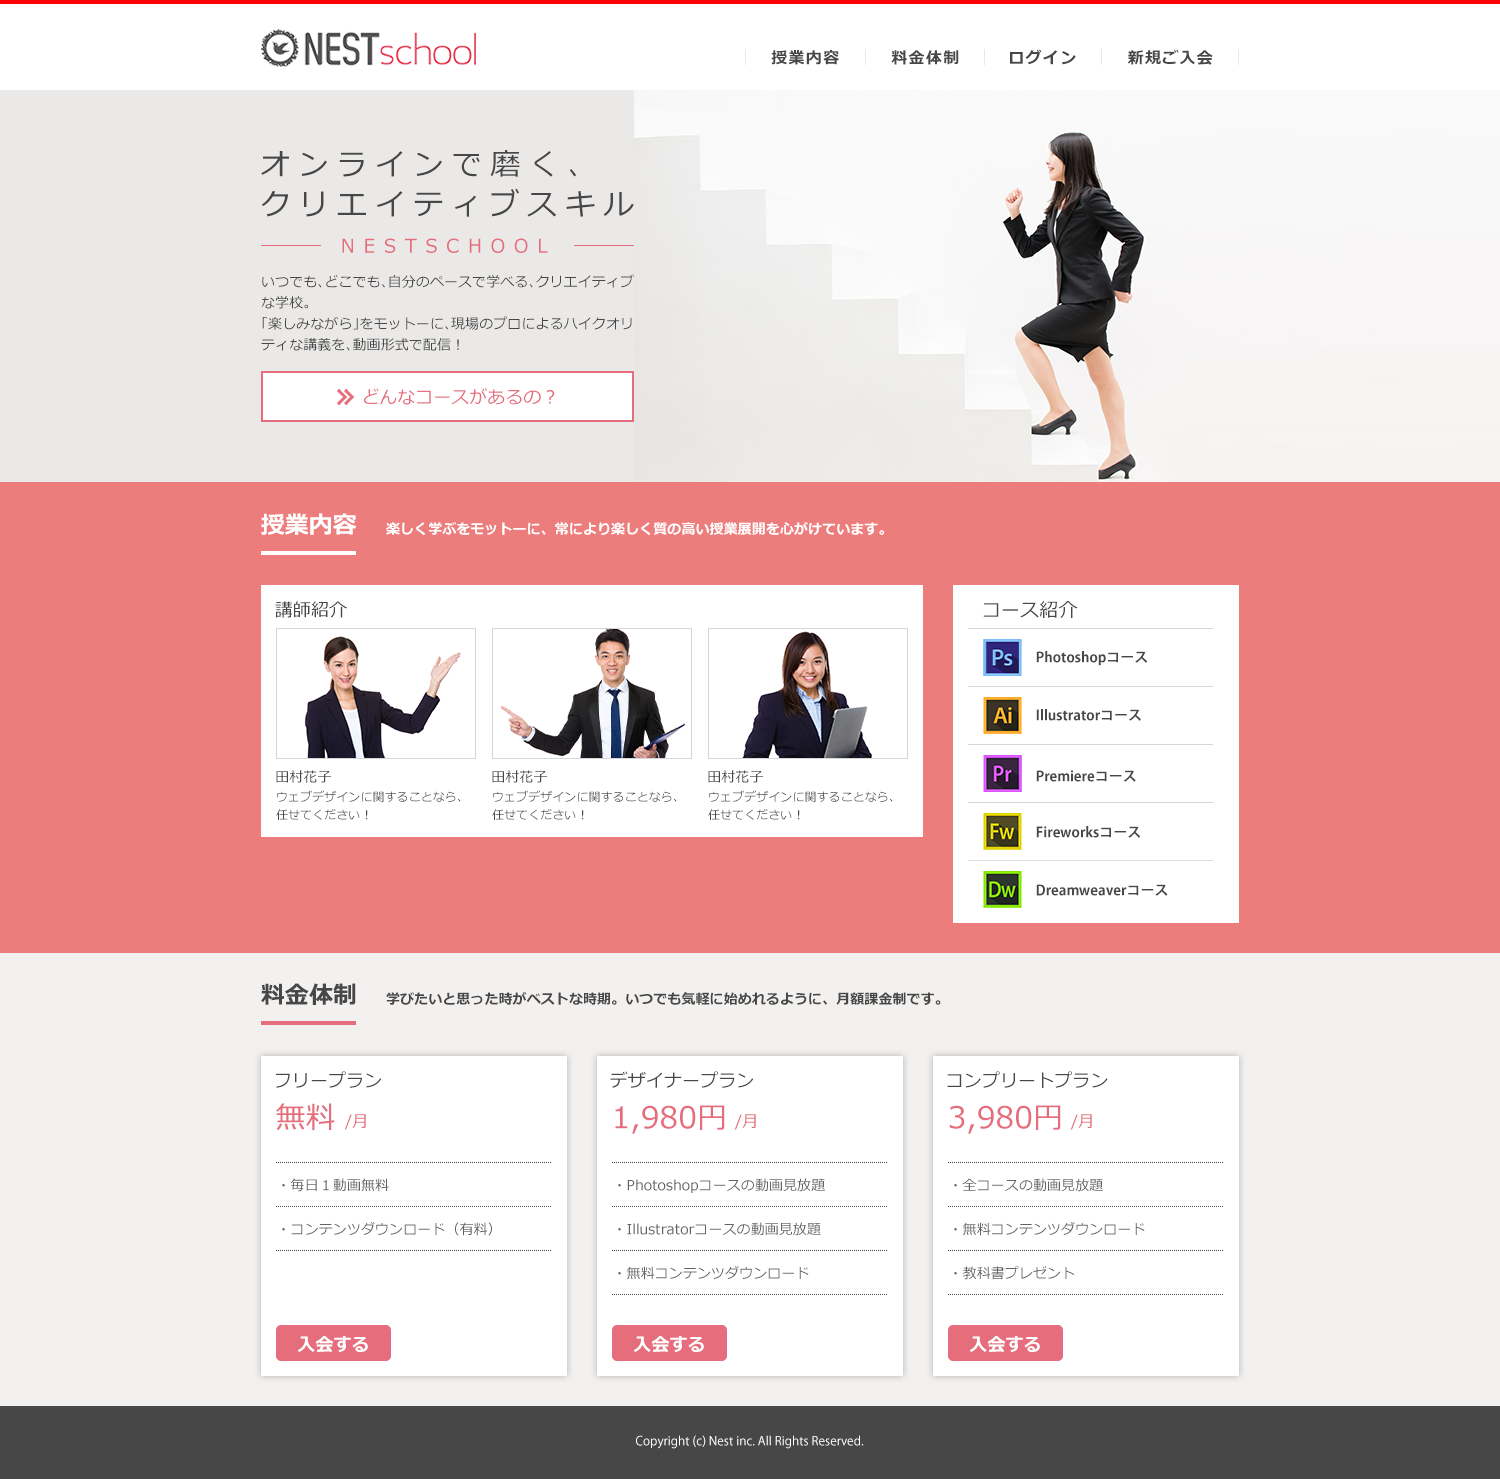 NESTschool
授業内容
料金体制
ログイン
新規ご入会
オンラインで磨く、
クリエイティブスキル
NESTSCHOOL
いつでも、どこでも、自分のペースで学べる、クリエイティブ
な学校。
「楽しみながら」をモットーに、現場のプロによるハイクオリ
ティな講義を、動画形式で配信！
どんなコースがあるの？
授業内容
楽しく学ぶをモットーに、常により楽しく質の高い授業展開を心がけています。
講師紹介
田村花子
ウェブデザインに関することなら、
任せてください！
田村花子
ウェブデザインに関することなら、
任せてください！
田村花子
ウェブデザインに関することなら、
任せてください！
コース紹介
Ps Photoshopコース
Ai Illustratorコース
Pr Premiereコース
Fw Fireworksコース
Dw Dreamweaverコース
料金体制
学びたいと思った時がベストな時期。いつでも気軽に始めれるように、月額課金制です。
フリープラン
無料 /月
・毎日１動画無料
・コンテンツダウンロード（有料）
入会する
デザイナープラン
1,980円 /月
・Photoshopコースの動画見放題
・Illustratorコースの動画見放題
・無料コンテンツダウンロード
入会する
コンプリートプラン
3,980円 /月
・全コースの動画見放題
・無料コンテンツダウンロード
・教科書プレゼント
入会する
Copyright (c) Nest inc. All Rights Reserved.